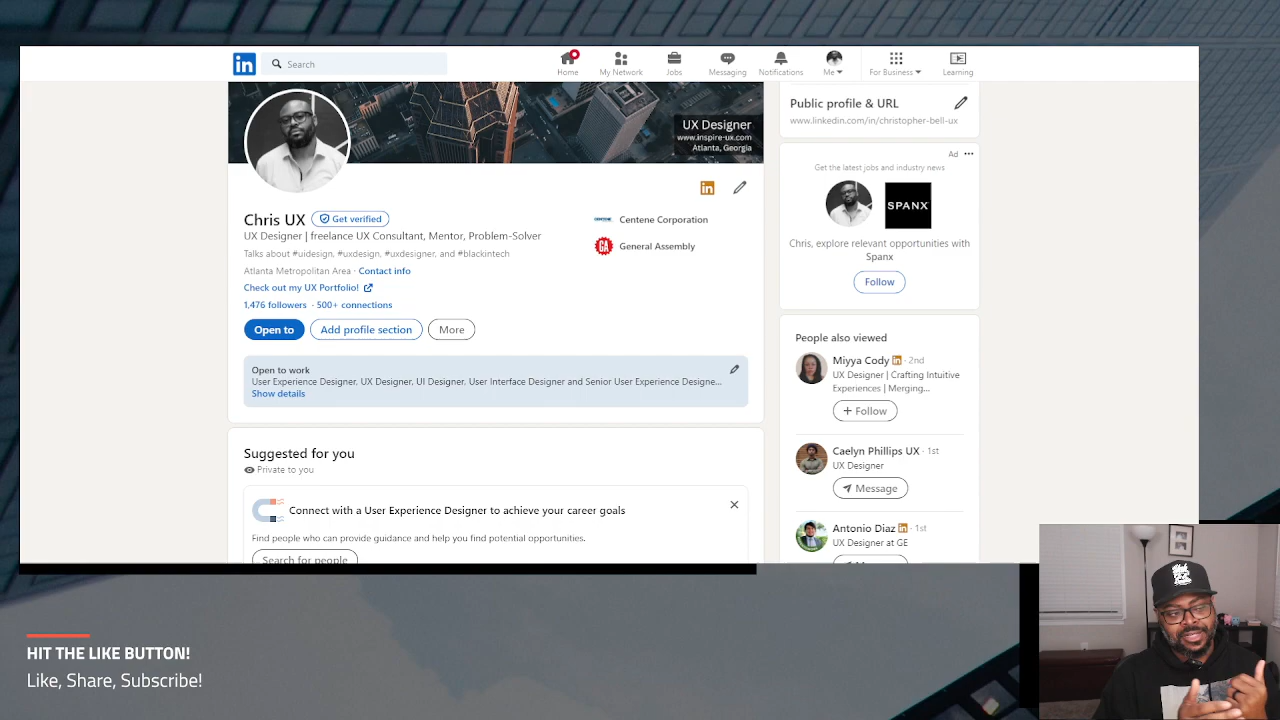 in
Search
Home
My Network
Jobs
Messaging
Notifications
Me
For Business
Learning
UX Designer
www.inspire-ux.com
Atlanta, Georgia
in
Chris UX
Get verified
UX Designer | freelance UX Consultant, Mentor, Problem-Solver
Talks about #uidesign, #uxdesign, #uxdesigner, and #blackintech
Atlanta Metropolitan Area · Contact info
Check out my UX Portfolio!
1,476 followers · 500+ connections
Open to
Add profile section
More
Centene Corporation
GA
General Assembly
Open to work
User Experience Designer, UX Designer, UI Designer, User Interface Designer and Senior User Experience Designe...
Show details
Suggested for you
Private to you
Connect with a User Experience Designer to achieve your career goals
Find people who can provide guidance and help you find potential opportunities.
Search for people
Public profile & URL
www.linkedin.com/in/christopher-bell-ux
Ad
Get the latest jobs and industry news
SPANX
Chris, explore relevant opportunities with
Spanx
Follow
People also viewed
Miyya Cody in · 2nd
UX Designer | Crafting Intuitive
Experiences | Merging...
+ Follow
Caelyn Phillips UX · 1st
UX Designer
Message
Antonio Diaz in · 1st
UX Designer at GE
HIT THE LIKE BUTTON!
Like, Share, Subscribe!